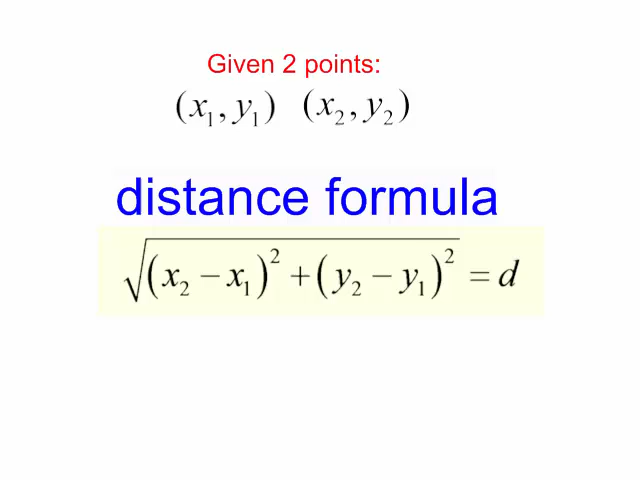 Given 2 points:
(x₁, y₁) (x₂, y₂)
distance formula
√(x₂ − x₁)² + (y₂ − y₁)² = d